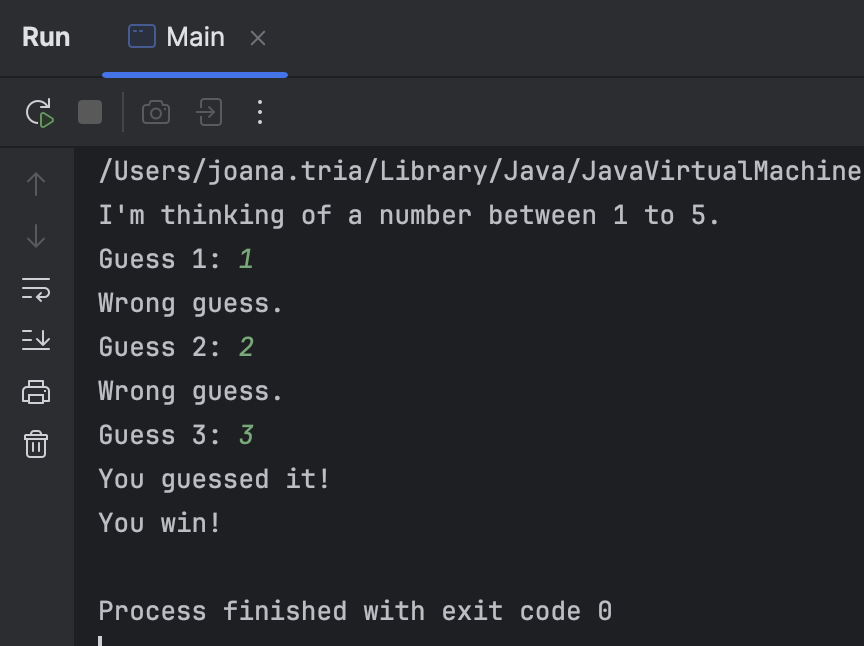 Run Main
/Users/joana.tria/Library/Java/JavaVirtualMachine
I'm thinking of a number between 1 to 5.
Guess 1: 1
Wrong guess.
Guess 2: 2
Wrong guess.
Guess 3: 3
You guessed it!
You win!
Process finished with exit code 0